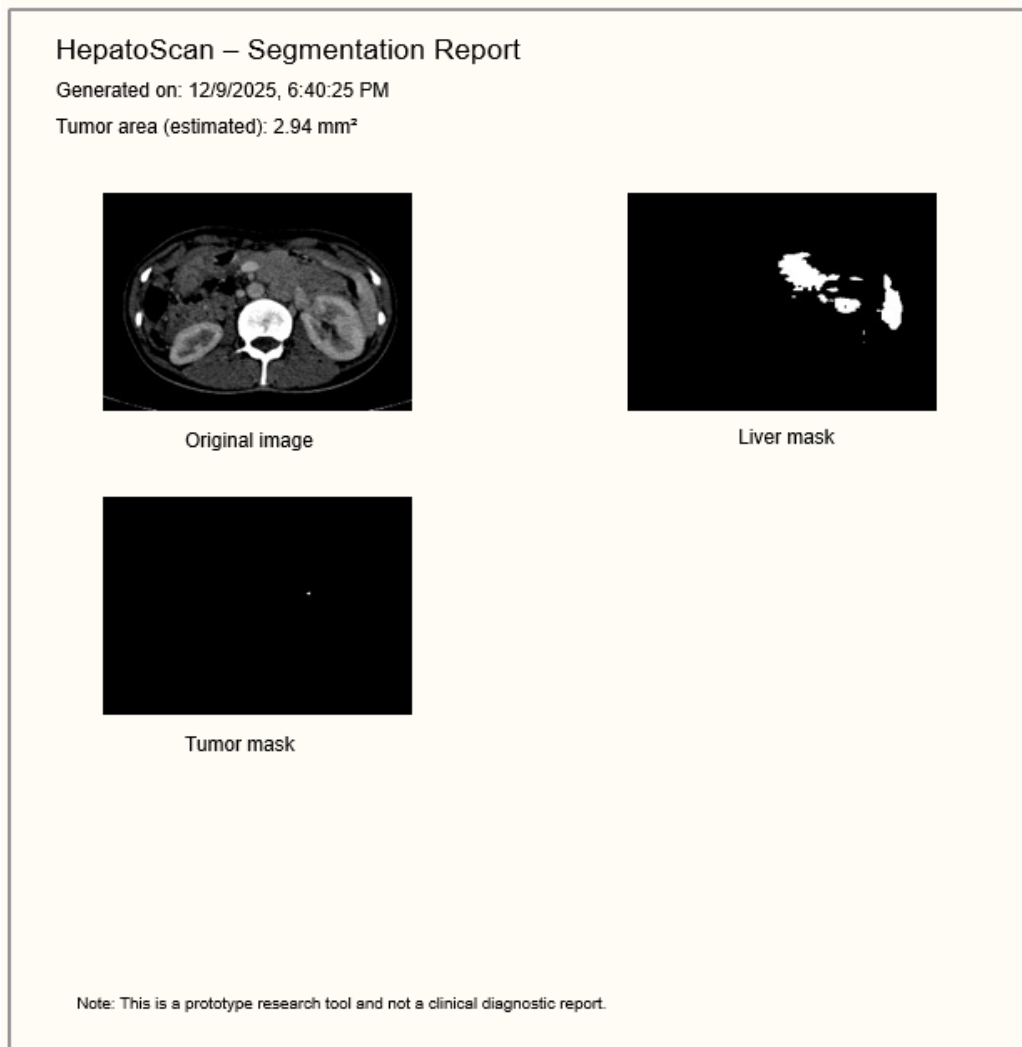 HepatoScan – Segmentation Report
Generated on: 12/9/2025, 6:40:25 PM
Tumor area (estimated): 2.94 mm²
Original image
Liver mask
Tumor mask
Note: This is a prototype research tool and not a clinical diagnostic report.